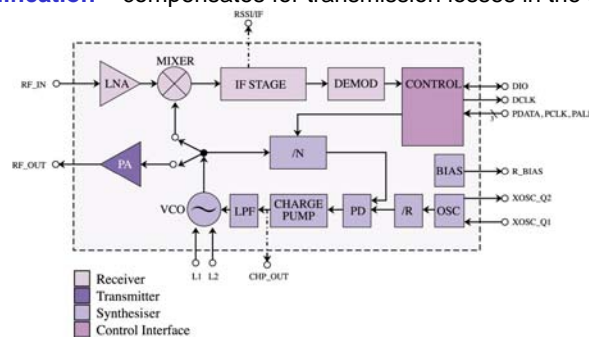 lification – compensates for transmission losses in the
RSSI/IF
MIXER
RF_IN
LNA
IF STAGE
DEMOD
CONTROL
DIO
DCLK
PDATA, PCLK, PALE
3
RF_OUT
PA
/N
BIAS
R_BIAS
VCO
LPF
CHARGE
PUMP
PD
/R
OSC
XOSC_Q2
XOSC_Q1
L1 L2
CHP_OUT
Receiver
Transmitter
Synthesiser
Control Interface